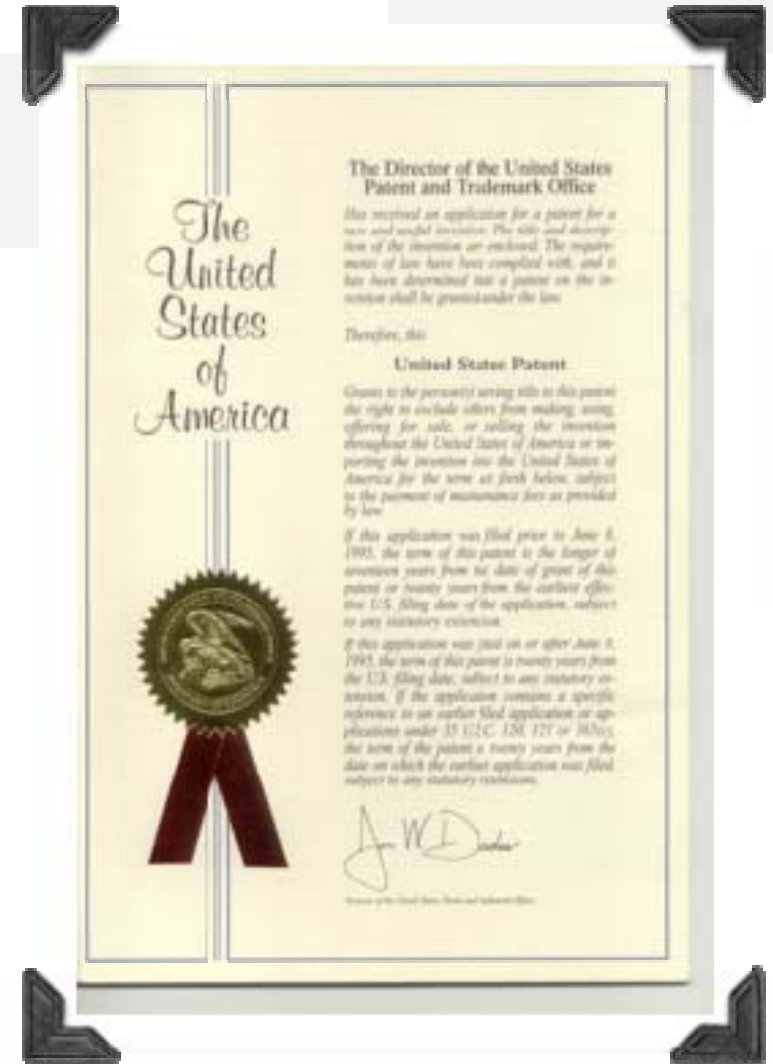 The
United
States
of
America
The Director of the United States
Patent and Trademark Office
Has received an application for a patent for a
new and useful invention. The title and descrip-
tion of the invention are enclosed. The require-
ments of law have been complied with, and it
has been determined that a patent on the in-
vention shall be granted under the law.
Therefore, this
United States Patent
Grants to the person(s) having title to this patent
the right to exclude others from making, using,
offering for sale, or selling the invention
throughout the United States of America or im-
porting the invention into the United States of
America for the term set forth below, subject
to the payment of maintenance fees as provided
by law.
If this application was filed prior to June 8,
1995, the term of this patent is the longer of
seventeen years from the date of grant of this
patent or twenty years from the earliest effec-
tive U.S. filing date of the application, subject
to any statutory extension.
If this application was filed on or after June 8,
1995, the term of this patent is twenty years from
the U.S. filing date, subject to any statutory ex-
tension. If the application contains a specific
reference to an earlier filed application or ap-
plications under 35 U.S.C. 120, 121 or 365(c),
the term of the patent is twenty years from the
date on which the earliest application was filed,
subject to any statutory extensions.
Director of the United States Patent and Trademark Office